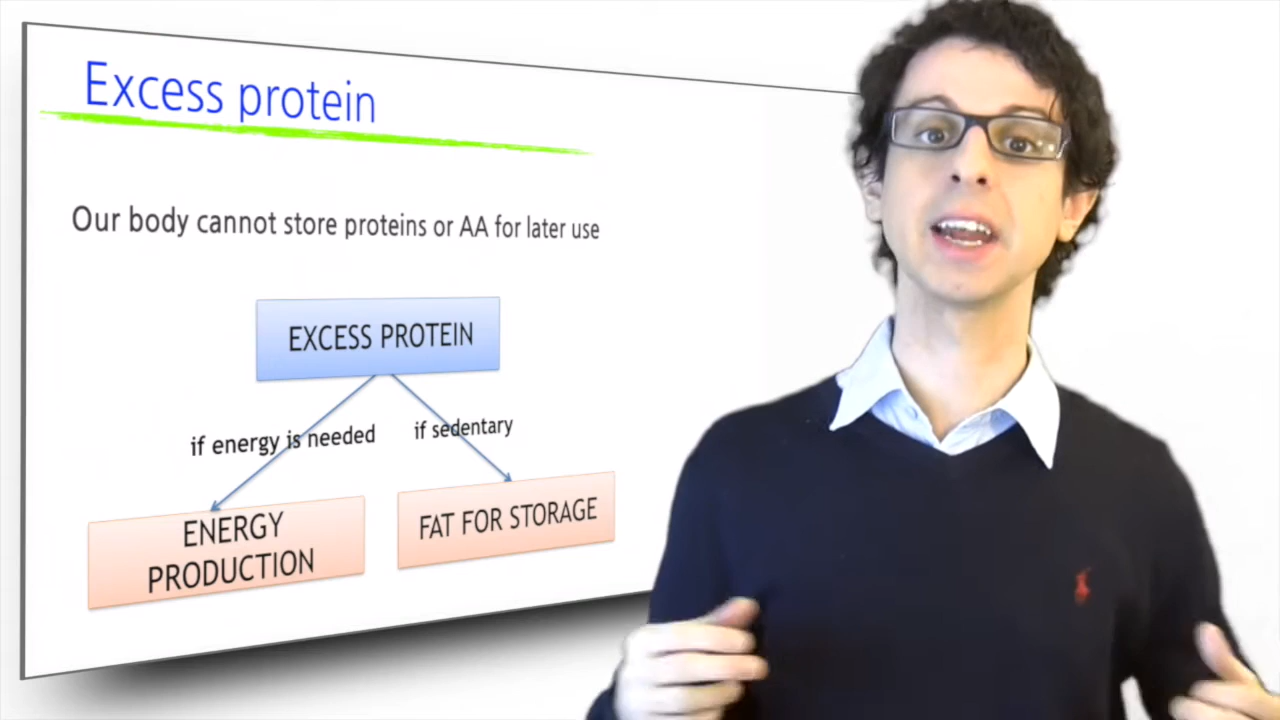 Excess protein
Our body cannot store proteins or AA for later use
EXCESS PROTEIN
if energy is needed
if sedentary
ENERGY
PRODUCTION
FAT FOR STORAGE